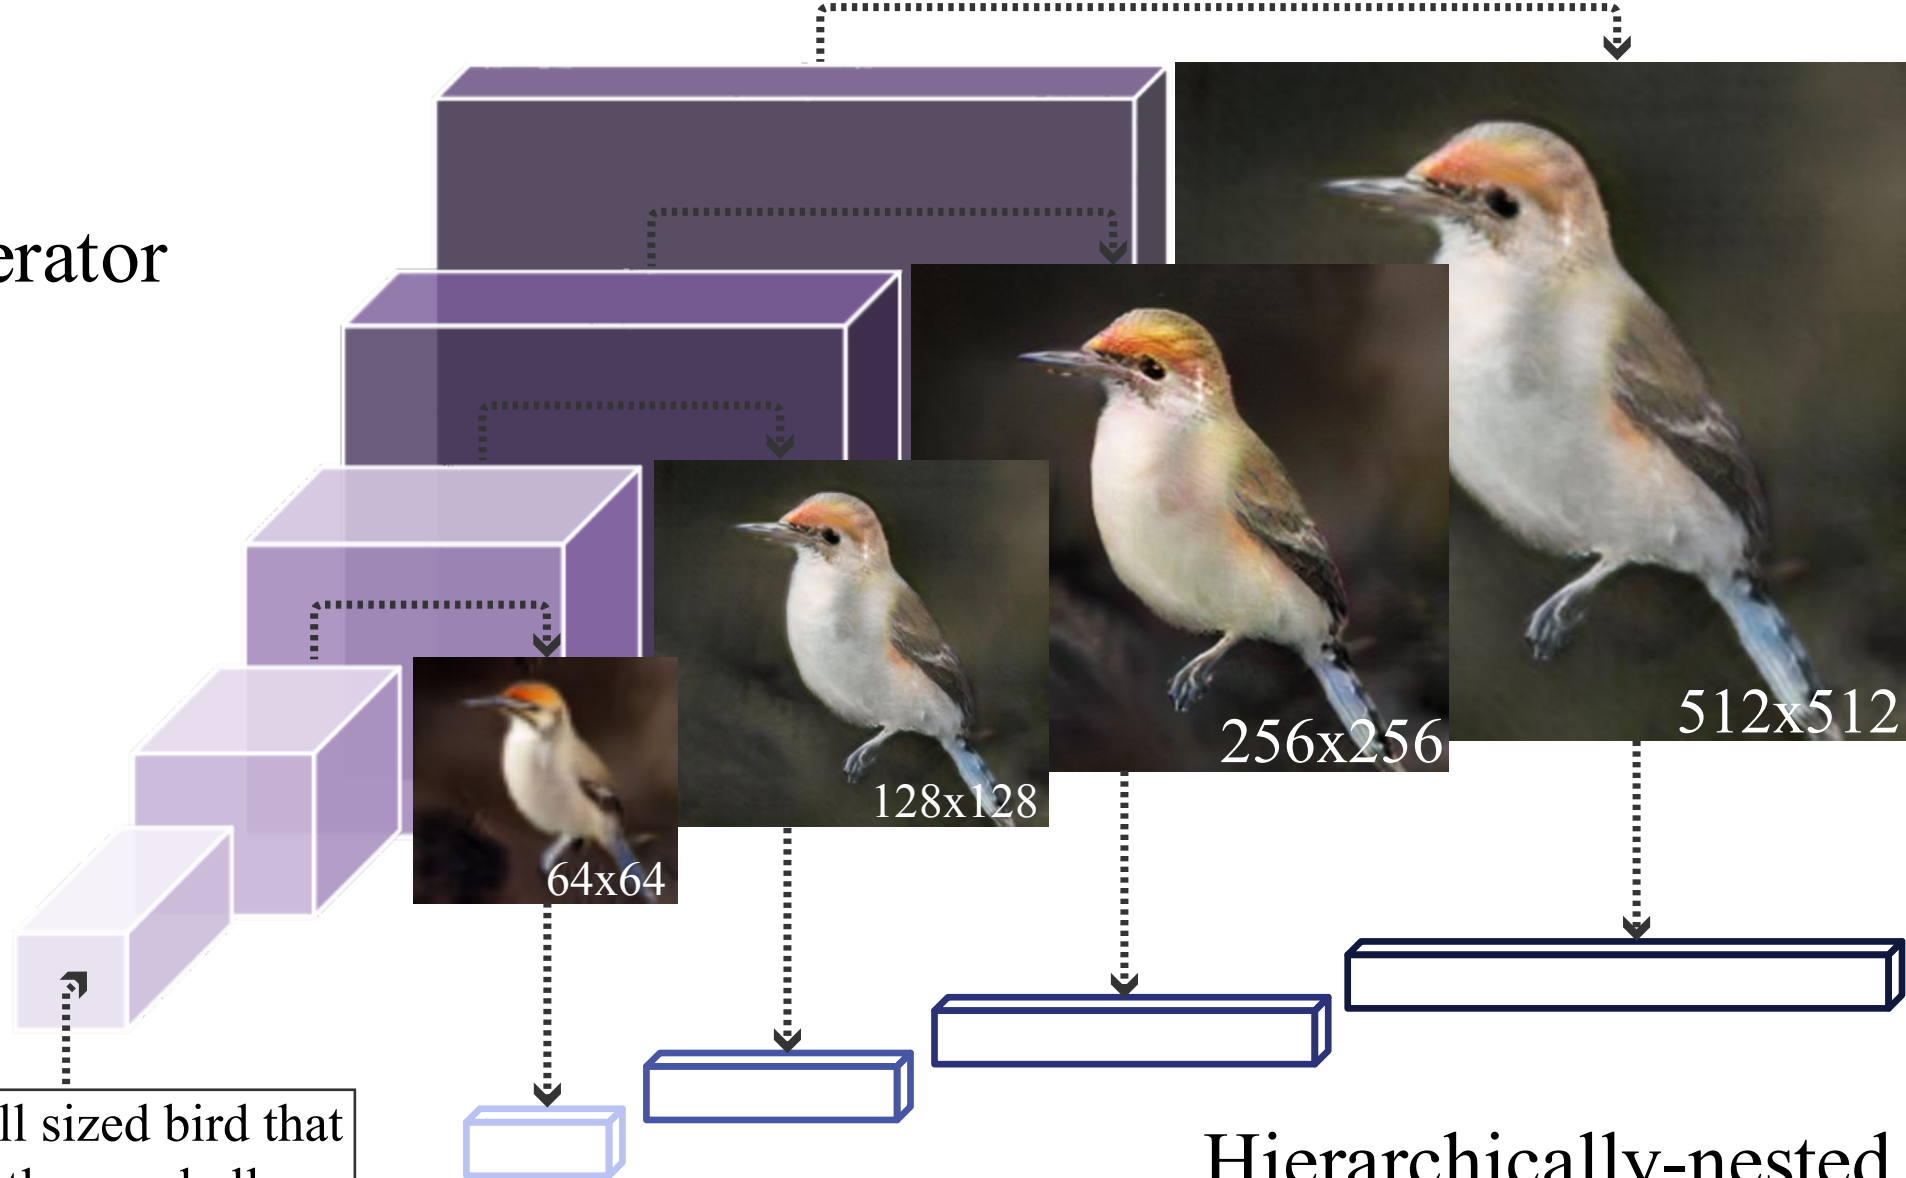 erator
512x512
256x256
128x128
64x64
ll sized bird that
Hierarchically-nested